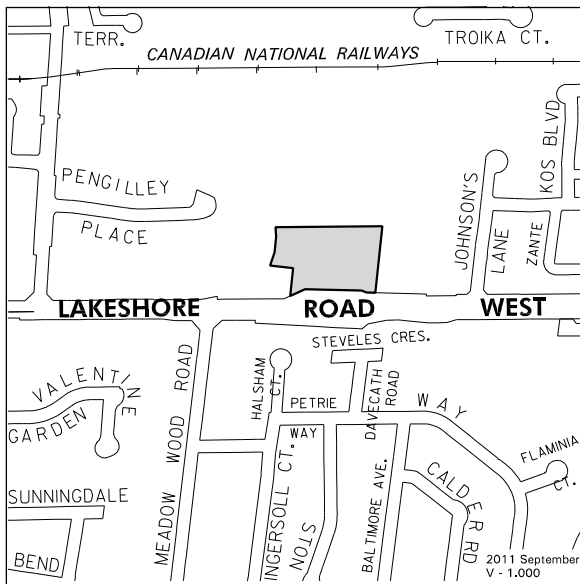 TERR.
TROIKA CT.
CANADIAN NATIONAL RAILWAYS
KOS BLVD
PENGILLEY
PLACE
JOHNSON'S
LANE
ZANTE
LAKESHORE ROAD WEST
STEVELES CRES.
HALSHAM
CT.
VALENTINE
GARDEN
MEADOW WOOD ROAD
PETRIE
WAY
DAVECATH
ROAD
WAY
FLAMINIA
CT.
SUNNINGDALE
BEND
INGERSOLL CT.
STON
BALTIMORE AVE.
CALDER RD
2011 September
V - 1.000